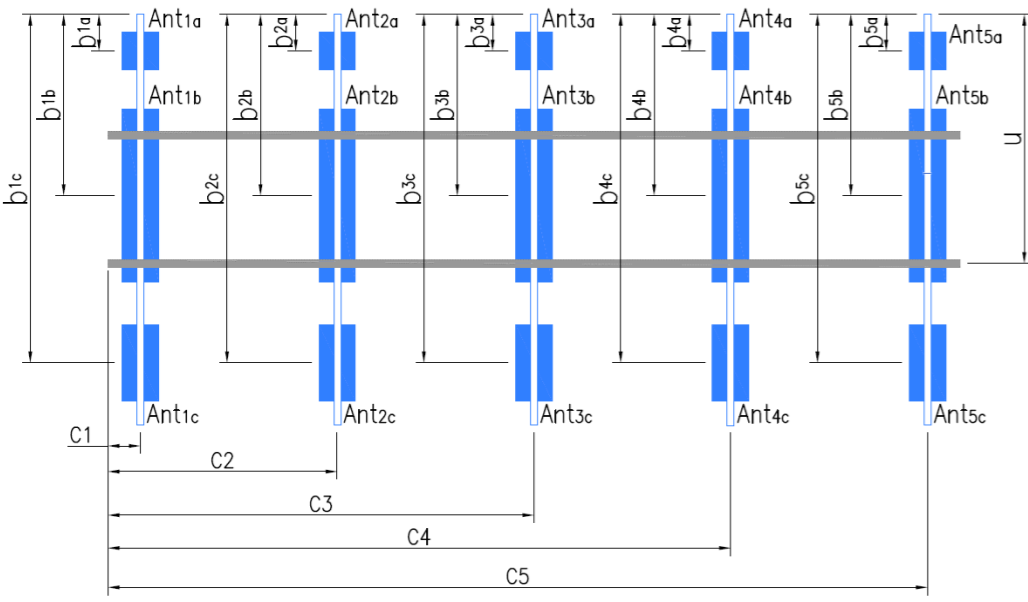 Ant1a Ant2a Ant3a Ant4a Ant5a
b1a b2a b3a b4a b5a
Ant1b Ant2b Ant3b Ant4b Ant5b
b1b b2b b3b b4b b5b
u
b1c b2c b3c b4c b5c
Ant1c Ant2c Ant3c Ant4c Ant5c
C1
C2
C3
C4
C5